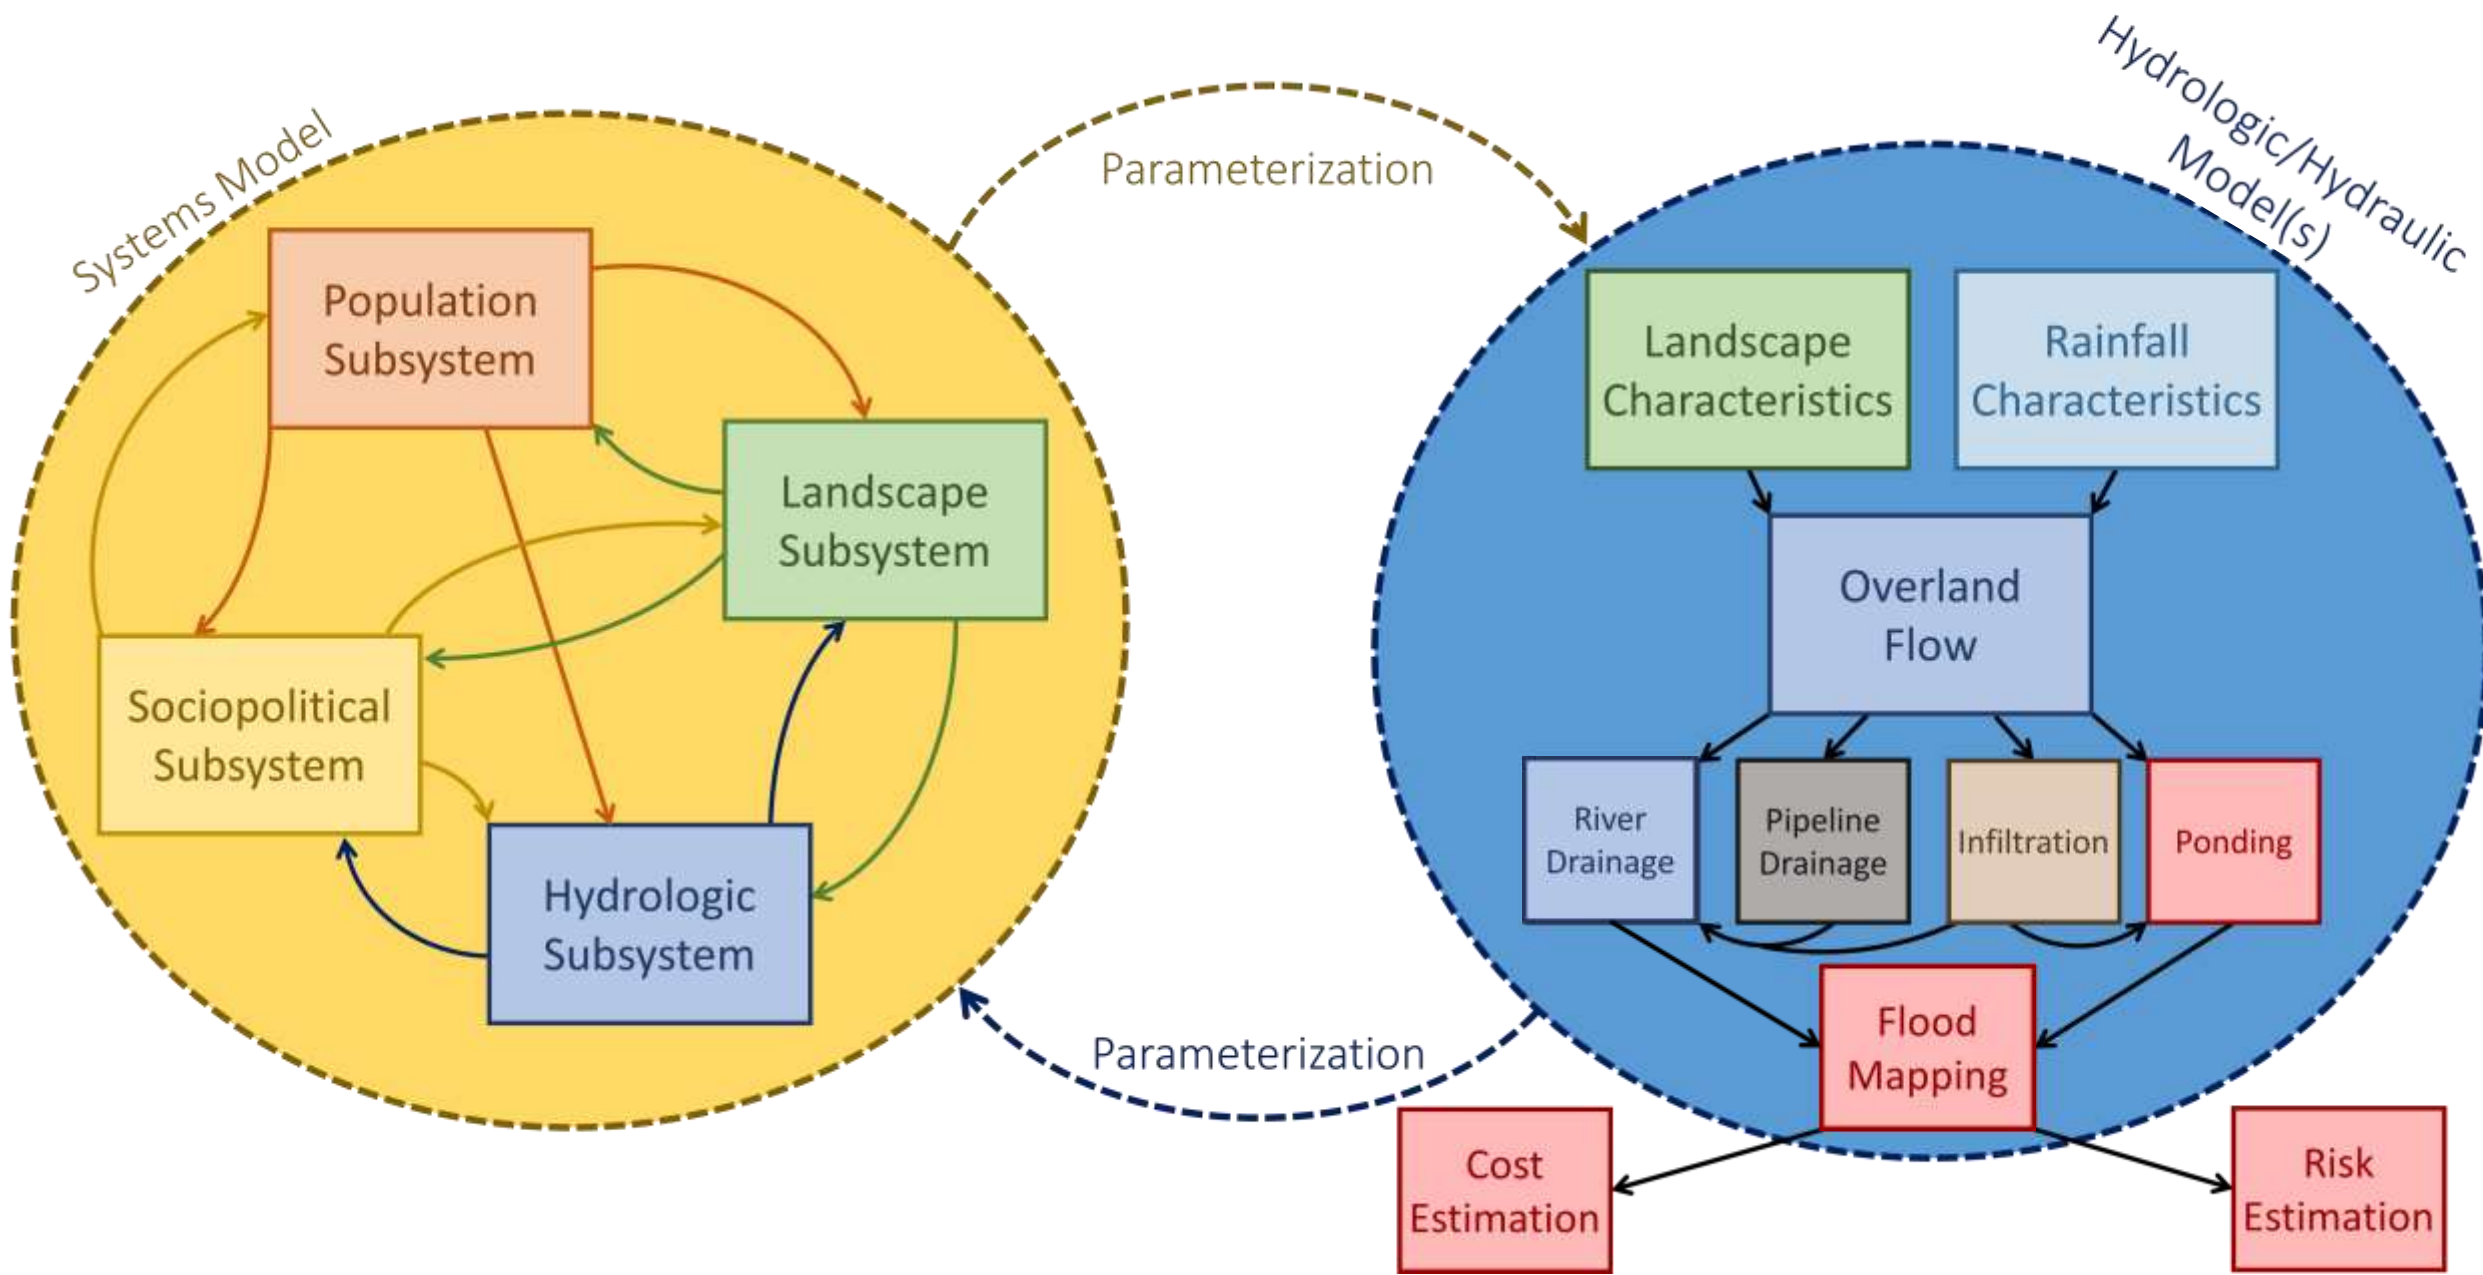 Systems Model
Population
Subsystem
Landscape
Subsystem
Sociopolitical
Subsystem
Hydrologic
Subsystem
Parameterization
Parameterization
Hydrologic/Hydraulic
Model(s)
Landscape
Characteristics
Rainfall
Characteristics
Overland
Flow
River
Drainage
Pipeline
Drainage
Infiltration
Ponding
Flood
Mapping
Cost
Estimation
Risk
Estimation